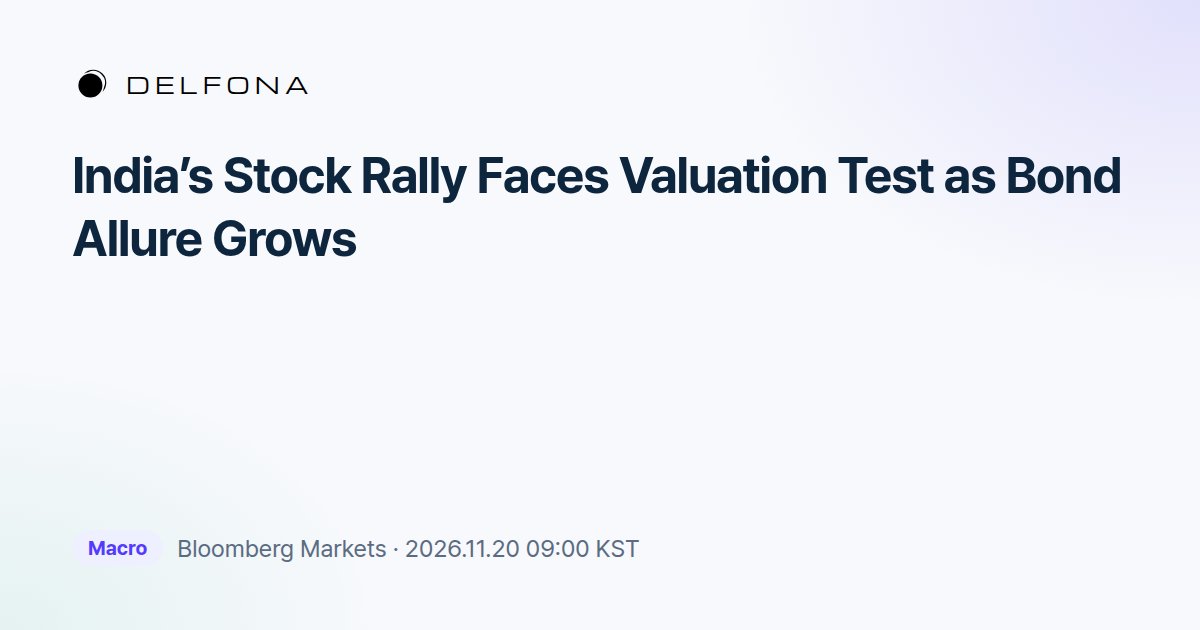 DELFONA
India’s Stock Rally Faces Valuation Test as Bond
Allure Grows
Macro Bloomberg Markets · 2026.11.20 09:00 KST